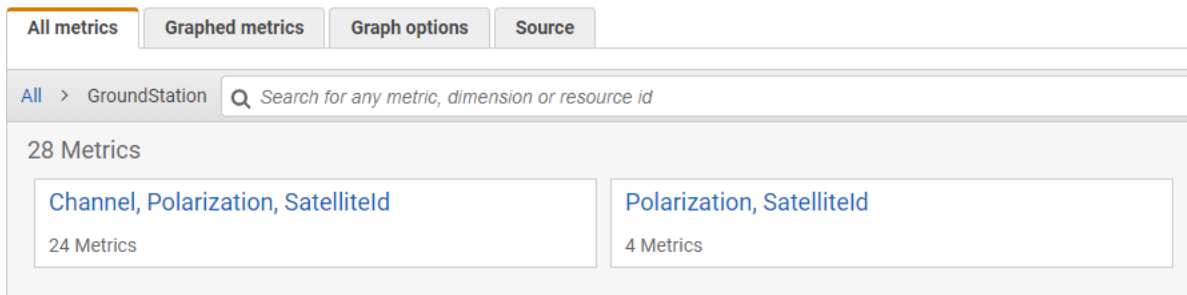 All metrics Graphed metrics Graph options Source
All > GroundStation Search for any metric, dimension or resource id
28 Metrics
Channel, Polarization, SatelliteId Polarization, SatelliteId
24 Metrics 4 Metrics